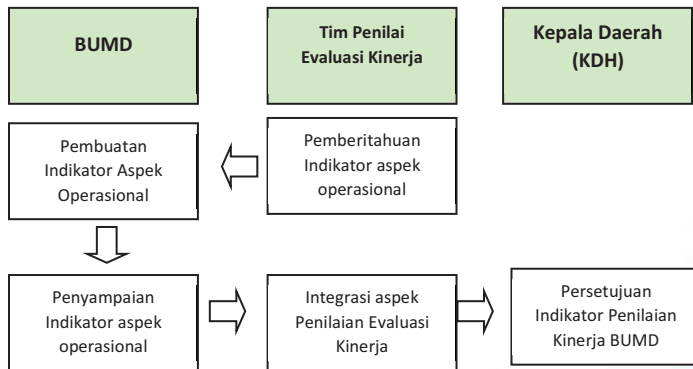 BUMD
Tim Penilai
Evaluasi Kinerja
Kepala Daerah
(KDH)
Pembuatan
Indikator Aspek
Operasional
Pemberitahuan
Indikator aspek
operasional
Penyampaian
Indikator aspek
operasional
Integrasi aspek
Penilaian Evaluasi
Kinerja
Persetujuan
Indikator Penilaian
Kinerja BUMD